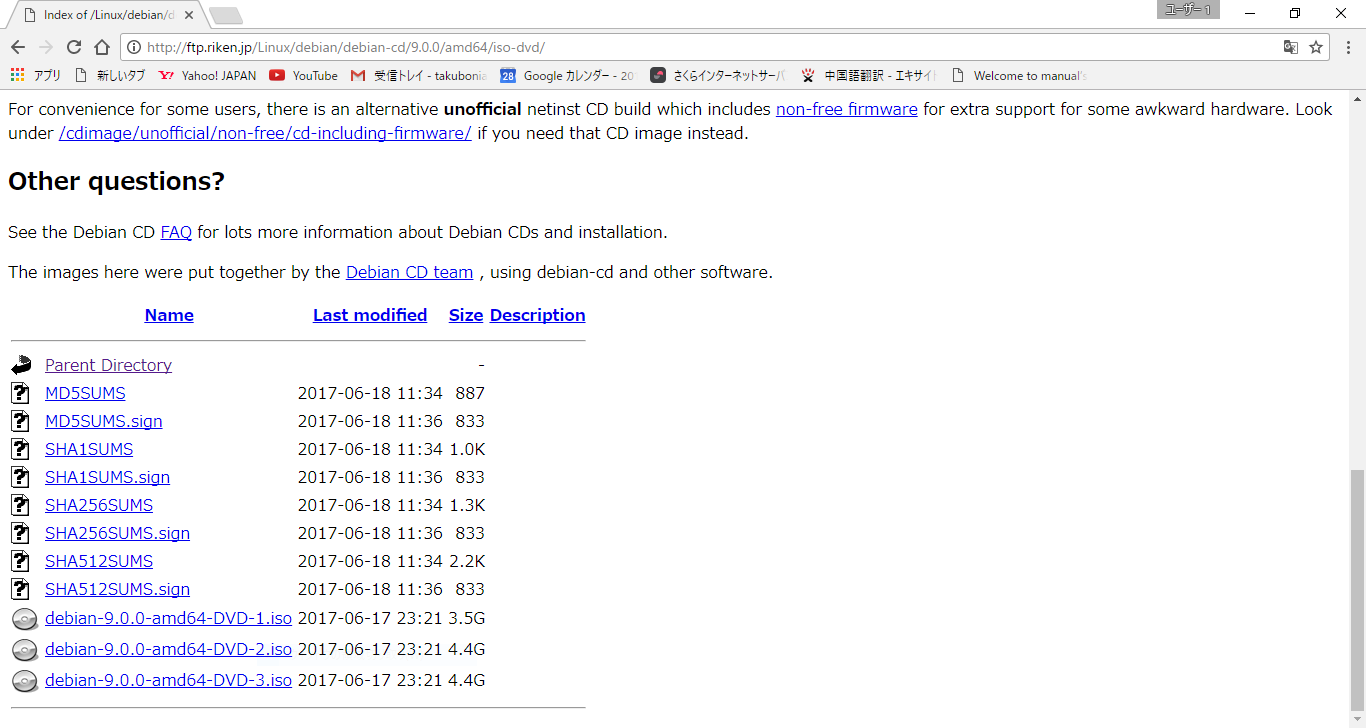 Index of /Linux/debian/d
ユーザー 1
http://ftp.riken.jp/Linux/debian/debian-cd/9.0.0/amd64/iso-dvd/
アプリ 新しいタブ Yahoo! JAPAN YouTube 受信トレイ - takubonia Google カレンダー - 20 さくらインターネットサーバ 中国語翻訳 - エキサイト Welcome to manual's
For convenience for some users, there is an alternative unofficial netinst CD build which includes non-free firmware for extra support for some awkward hardware. Look
under /cdimage/unofficial/non-free/cd-including-firmware/ if you need that CD image instead.
Other questions?
See the Debian CD FAQ for lots more information about Debian CDs and installation.
The images here were put together by the Debian CD team , using debian-cd and other software.
Name Last modified Size Description
Parent Directory -
MD5SUMS 2017-06-18 11:34 887
MD5SUMS.sign 2017-06-18 11:36 833
SHA1SUMS 2017-06-18 11:34 1.0K
SHA1SUMS.sign 2017-06-18 11:36 833
SHA256SUMS 2017-06-18 11:34 1.3K
SHA256SUMS.sign 2017-06-18 11:36 833
SHA512SUMS 2017-06-18 11:34 2.2K
SHA512SUMS.sign 2017-06-18 11:36 833
debian-9.0.0-amd64-DVD-1.iso 2017-06-17 23:21 3.5G
debian-9.0.0-amd64-DVD-2.iso 2017-06-17 23:21 4.4G
debian-9.0.0-amd64-DVD-3.iso 2017-06-17 23:21 4.4G